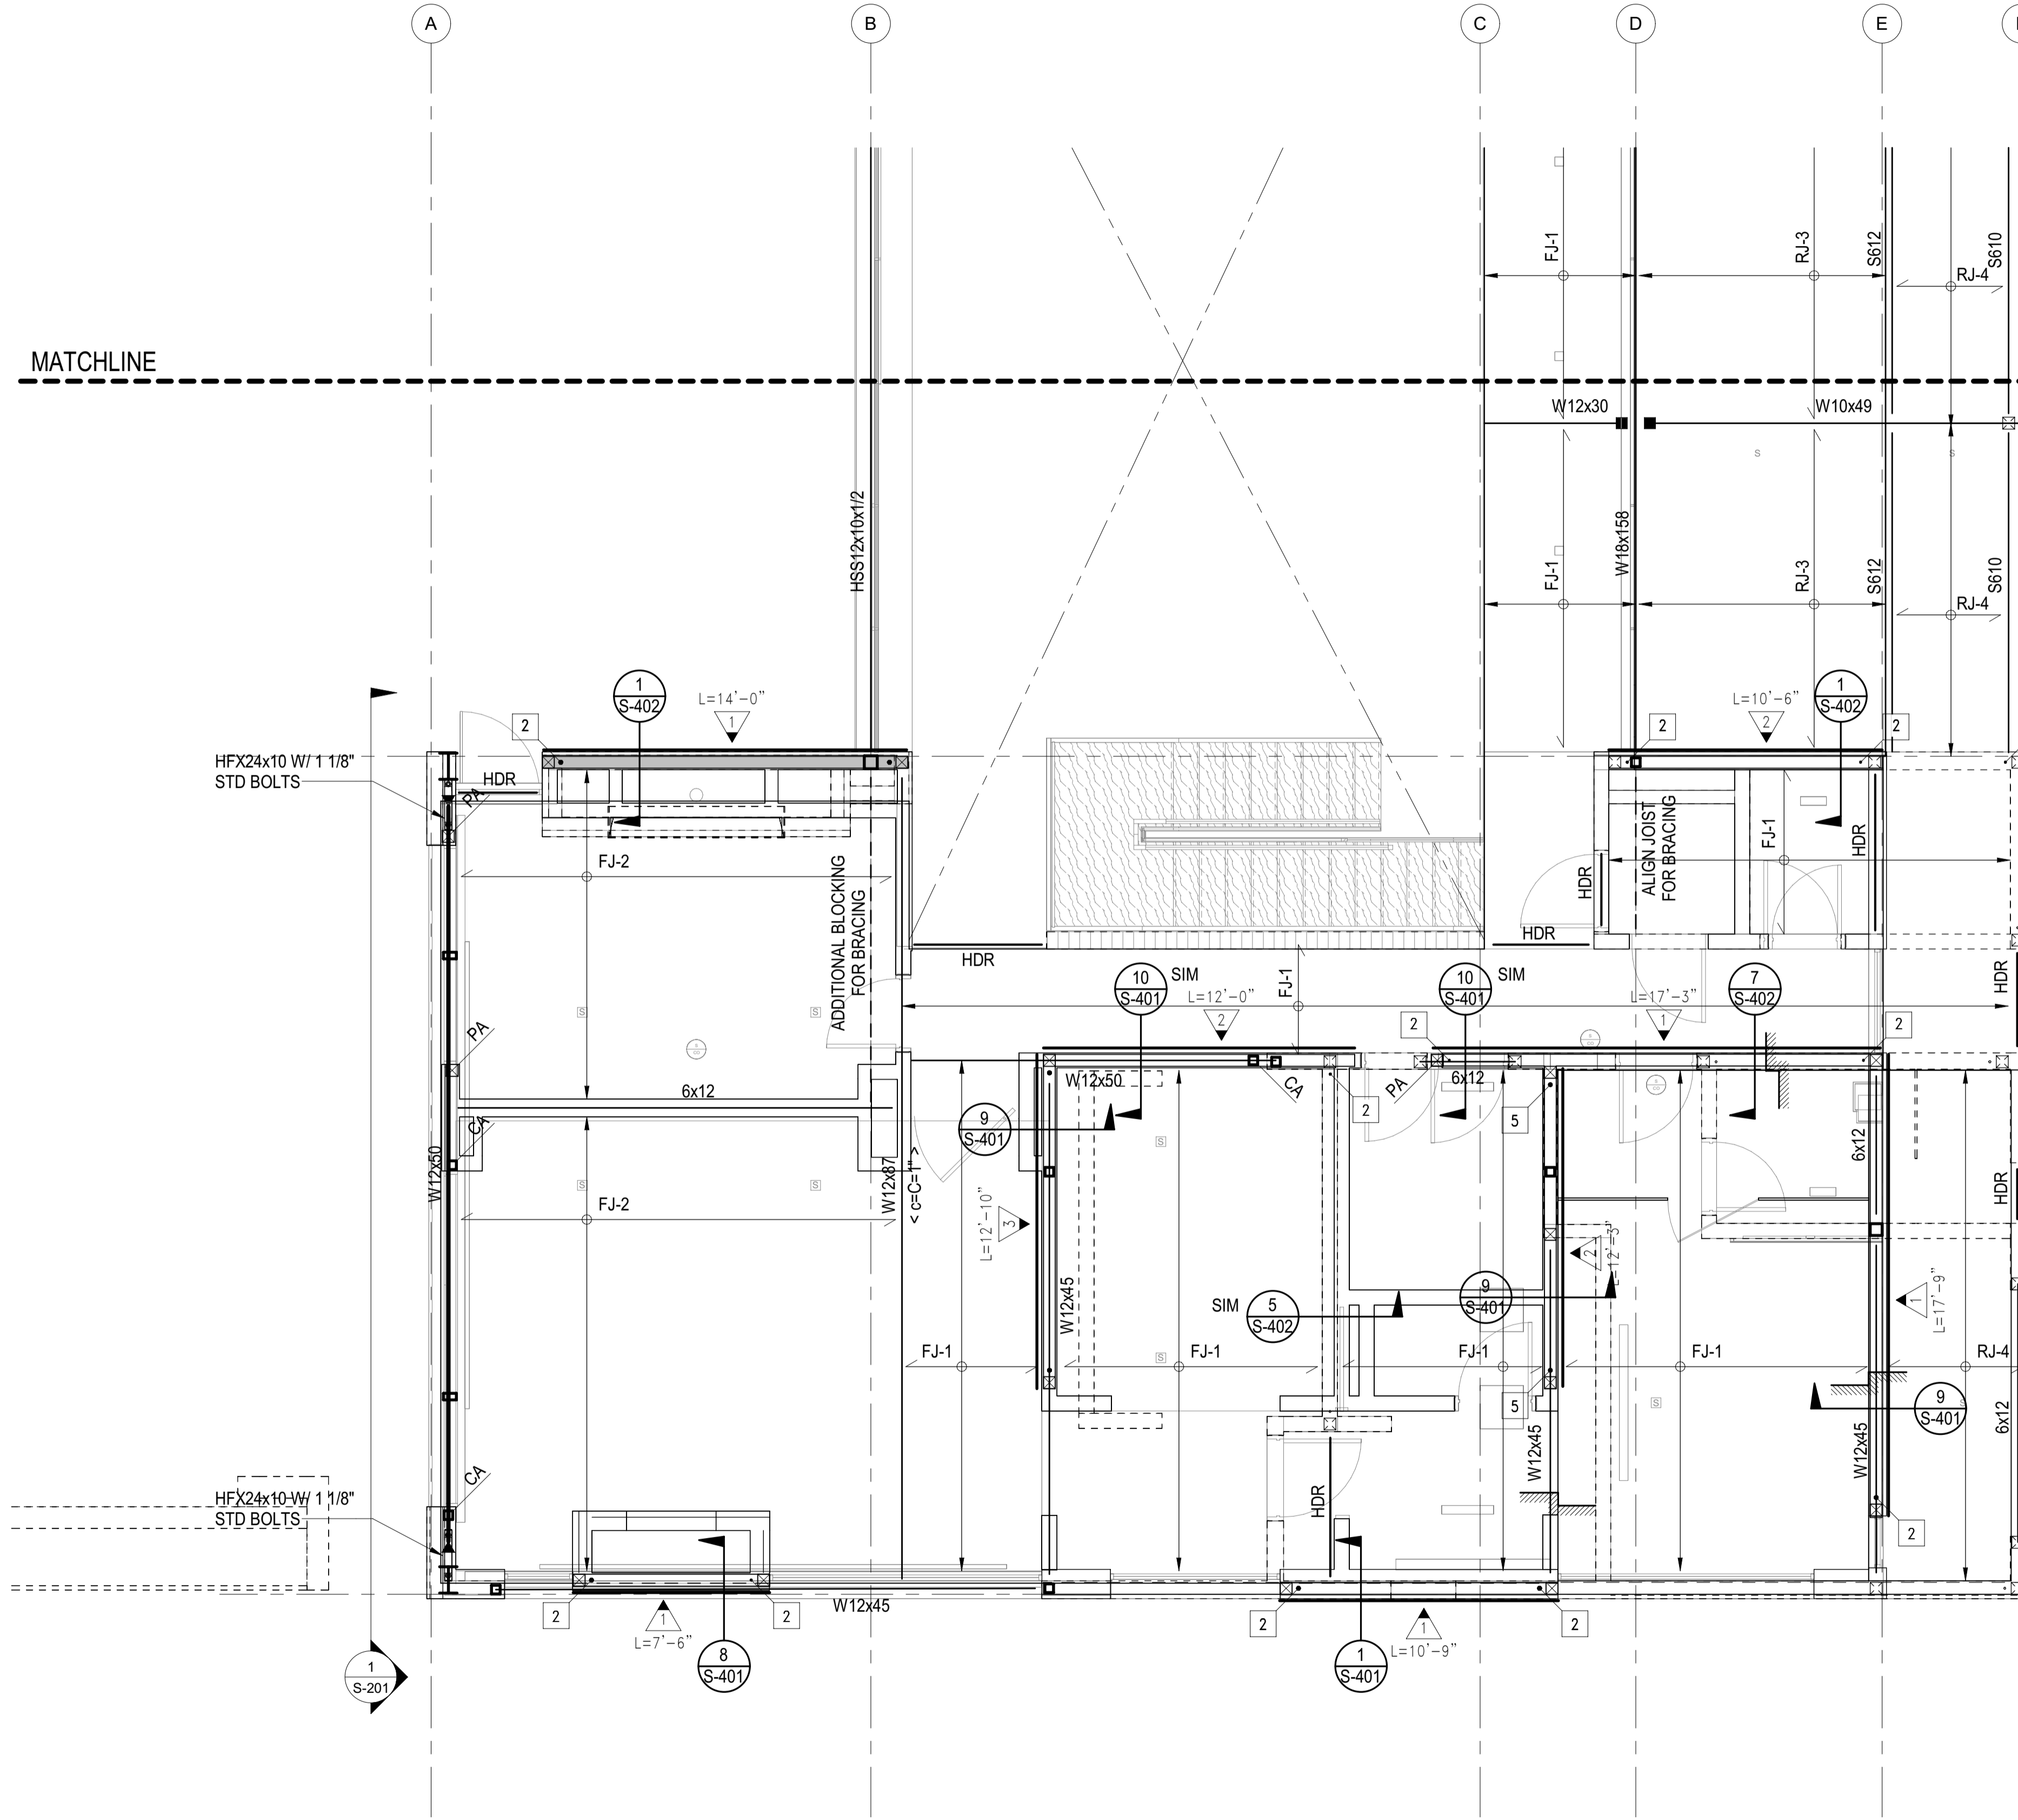 A
B
C
D
E
FJ-1
RJ-3
S612
RJ-4
S610
MATCHLINE
W12x30
W10x49
S
S
HSS12x10x1/2
FJ-1
W18x158
RJ-3
S612
RJ-4
S610
1
S-402
L=14'-0"
1
2
HFX24x10 W/ 1 1/8"
STD BOLTS
HDR
PA
2
L=10'-6"
2
1
S-402
2
FJ-2
ADDITIONAL BLOCKING
FOR BRACING
HDR
ALIGN JOIST
FOR BRACING
FJ-1
HDR
HDR
HDR
10
S-401
SIM
L=12'-0"
2
FJ-1
10
S-401
SIM
L=17'-3"
1
7
S-402
HDR
S
S
PA
2
2
W12x50
CA
PA
6x12
2
5
6x12
6x12
CA
9
S-401
S
W12x50
S
S
W12x87
< c=C=1" >
FJ-2
L=12'-10"
3
HDR
2
L=12'-3"
W12x45
SIM
5
S-402
9
S-401
1
L=17'-9"
FJ-1
FJ-1
S
FJ-1
FJ-1
RJ-4
5
S
9
S-401
6x12
CA
W12x45
W12x45
HFX24x10 W/ 1 1/8"
STD BOLTS
HDR
2
2
1
L=7'-6"
2
W12x45
2
1
L=10'-9"
2
8
S-401
1
S-401
1
S-201